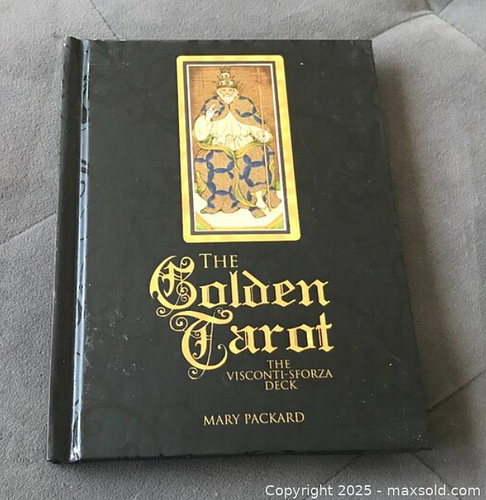 THE
Golden
Tarot
THE
VISCONTI-SFORZA
DECK
MARY PACKARD
Copyright © 2025 - maxsold.com